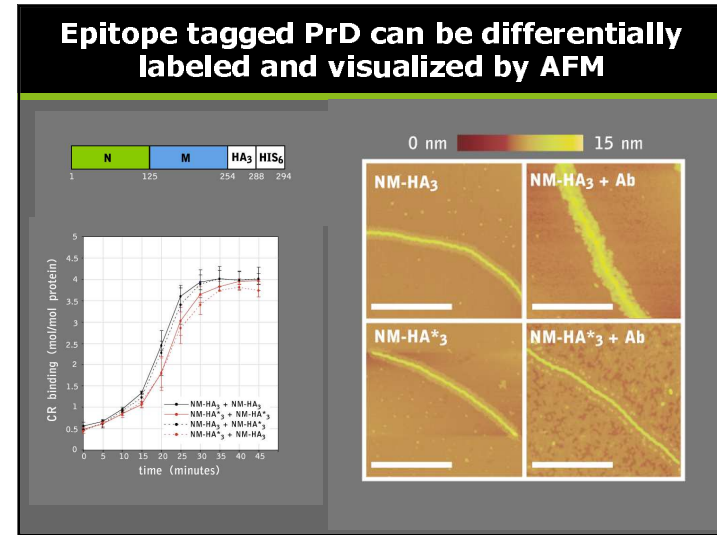 Epitope tagged PrD can be differentially
labeled and visualized by AFM
N M HA3 HIS6
1 125 254 288 294
0 nm 15 nm
NM-HA3
NM-HA3 + Ab
NM-HA*3
NM-HA*3 + Ab
CR binding (mol/mol protein)
5
4.5
4
3.5
3
2.5
2
1.5
1
0.5
0
NM-HA3 + NM-HA3
NM-HA*3 + NM-HA*3
NM-HA3 + NM-HA*3
NM-HA*3 + NM-HA3
0 5 10 15 20 25 30 35 40 45
time (minutes)